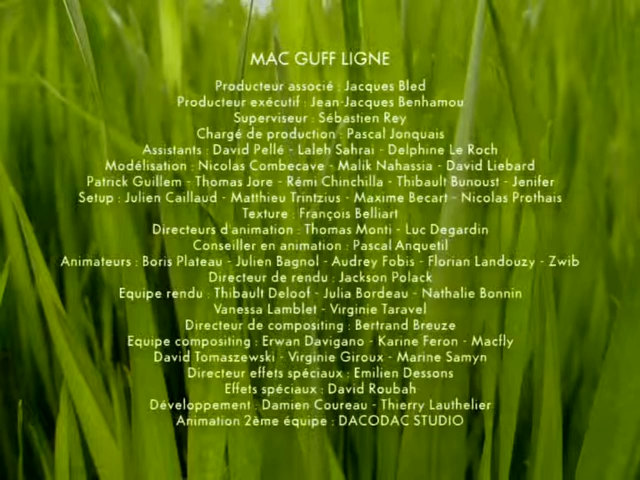 MAC GUFF LIGNE
Producteur associé : Jacques Bled
Producteur exécutif : Jean-Jacques Benhamou
Superviseur : Sébastien Rey
Chargé de production : Pascal Jonquais
Assistants : David Pellé - Laleh Sahrai - Delphine Le Roch
Modélisation : Nicolas Combecave - Malik Nahassia - David Liebard
Patrick Guillem - Thomas Jore - Rémi Chinchilla - Thibault Bunoust - Jenifer
Setup : Julien Caillaud - Matthieu Trintzius - Maxime Becart - Nicolas Prothais
Texture : François Belliart
Directeurs d'animation : Thomas Monti - Luc Degardin
Conseiller en animation : Pascal Anquetil
Animateurs : Boris Plateau - Julien Bagnol - Audrey Fobis - Florian Landouzy - Zwib
Directeur de rendu : Jackson Polack
Equipe rendu : Thibault Deloof - Julia Bordeau - Nathalie Bonnin
Vanessa Lamblet - Virginie Taravel
Directeur de compositing : Bertrand Breuze
Equipe compositing : Erwan Davigano - Karine Feron - Macfly
David Tomaszewski - Virginie Giroux - Marine Samyn
Directeur effets spéciaux : Emilien Dessons
Effets spéciaux : David Roubah
Développement : Damien Coureau - Thierry Lauthelier
Animation 2ème équipe : DACODAC STUDIO